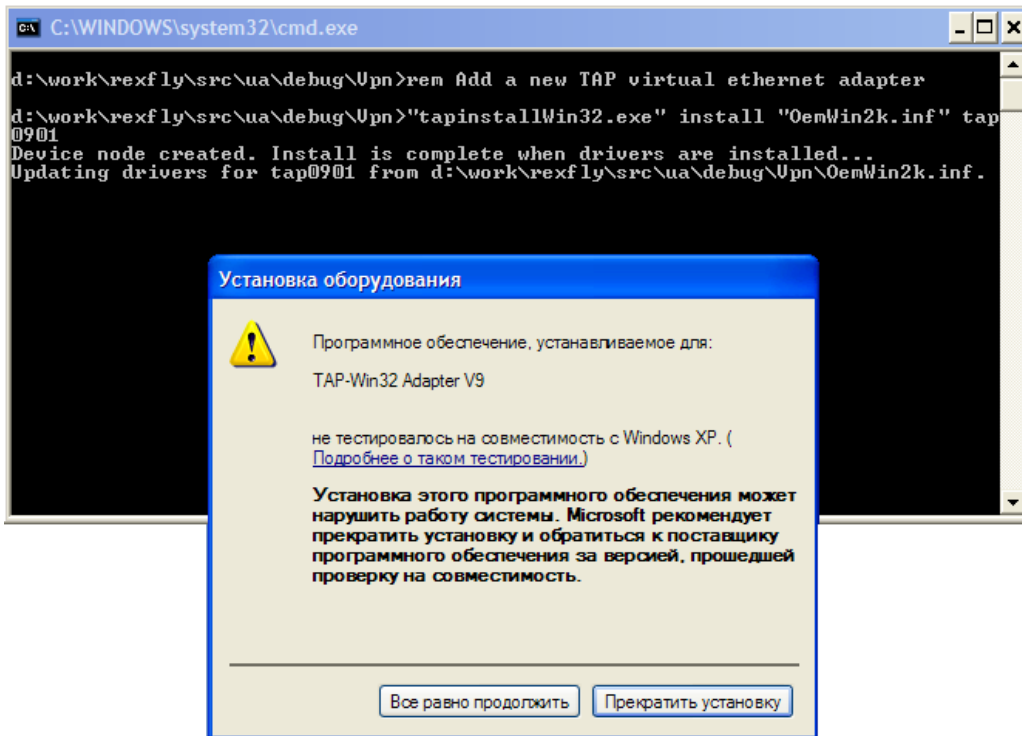 C:\WINDOWS\system32\cmd.exe
d:\work\rexfly\src\ua\debug\Vpn>rem Add a new TAP virtual ethernet adapter
d:\work\rexfly\src\ua\debug\Vpn>"tapinstallWin32.exe" install "OemWin2k.inf" tap
0901
Device node created. Install is complete when drivers are installed...
Updating drivers for tap0901 from d:\work\rexfly\src\ua\debug\Vpn\OemWin2k.inf.
Установка оборудования
Программное обеспечение, устанавливаемое для:
TAP-Win32 Adapter V9
не тестировалось на совместимость с Windows XP. (
Подробнее о таком тестировании.)
Установка этого программного обеспечения может
нарушить работу системы. Microsoft рекомендует
прекратить установку и обратиться к поставщику
программного обеспечения за версией, прошедшей
проверку на совместимость.
Все равно продолжить
Прекратить установку